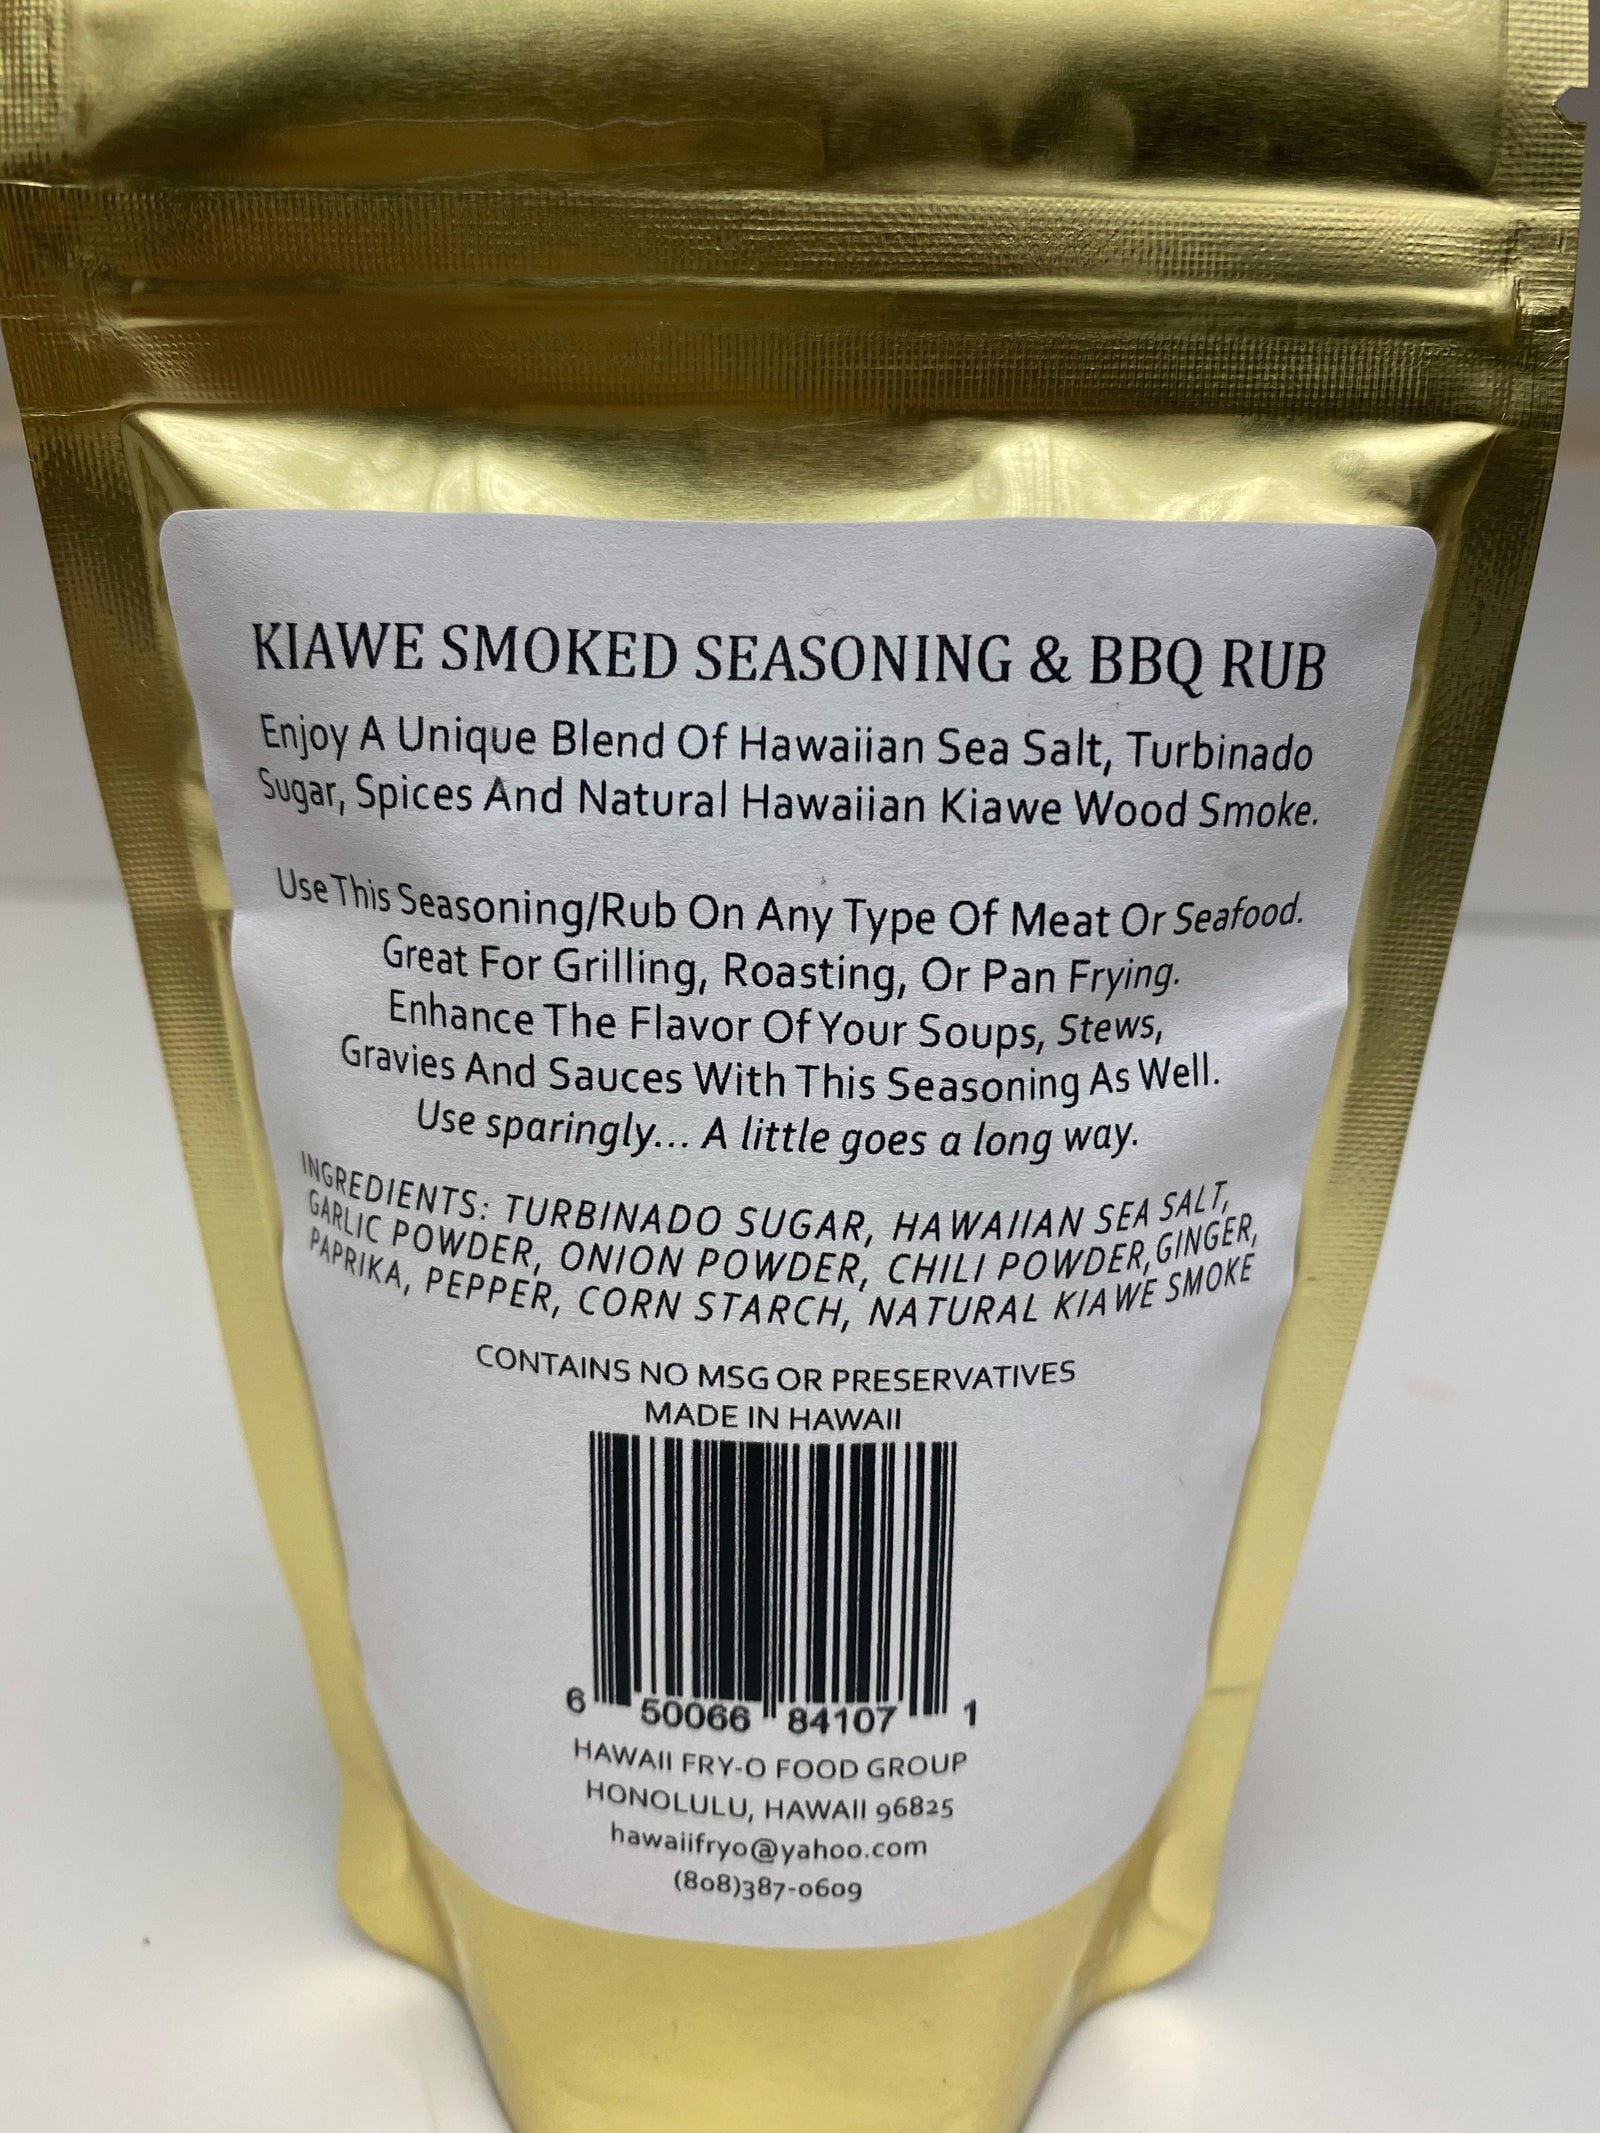 KIAWE SMOKED SEASONING & BBQ RUB
Enjoy A Unique Blend Of Hawaiian Sea Salt, Turbinado
Sugar, Spices And Natural Hawaiian Kiawe Wood Smoke.
Use This Seasoning/Rub On Any Type Of Meat Or Seafood.
Great For Grilling, Roasting, Or Pan Frying.
Enhance The Flavor Of Your Soups, Stews,
Gravies And Sauces With This Seasoning As Well.
Use sparingly... A little goes a long way.
INGREDIENTS: TURBINADO SUGAR, HAWAIIAN SEA SALT,
GARLIC POWDER, ONION POWDER, CHILI POWDER,GINGER,
PAPRIKA, PEPPER, CORN STARCH, NATURAL KIAWE SMOKE
CONTAINS NO MSG OR PRESERVATIVES
MADE IN HAWAII
6 50066 84107 1
HAWAII FRY-O FOOD GROUP
HONOLULU, HAWAII 96825
hawaiifryo@yahoo.com
(808)387-0609